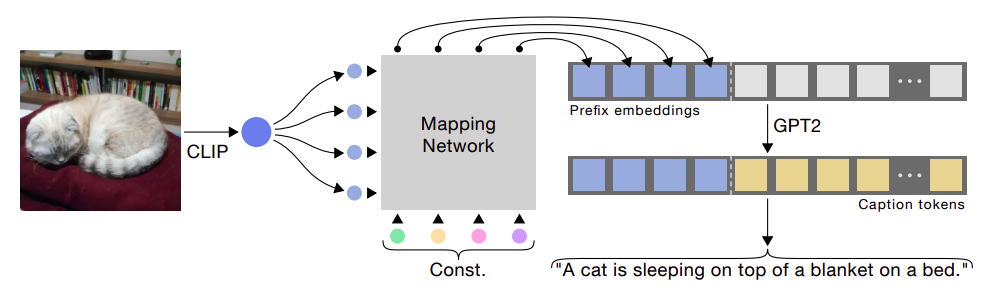 CLIP
Mapping
Network
Const.
Prefix embeddings
GPT2
Caption tokens
"A cat is sleeping on top of a blanket on a bed."